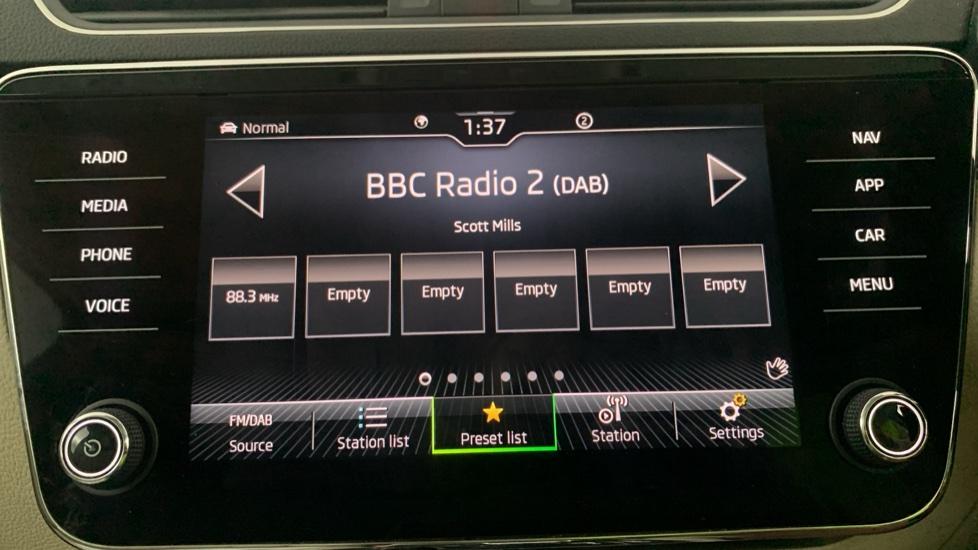 RADIO
MEDIA
PHONE
VOICE
Normal
1:37
2
BBC Radio 2 (DAB)
Scott Mills
88.3 MHz
Empty
Empty
Empty
Empty
Empty
FM/DAB
Source
Station list
Preset list
Station
Settings
NAV
APP
CAR
MENU